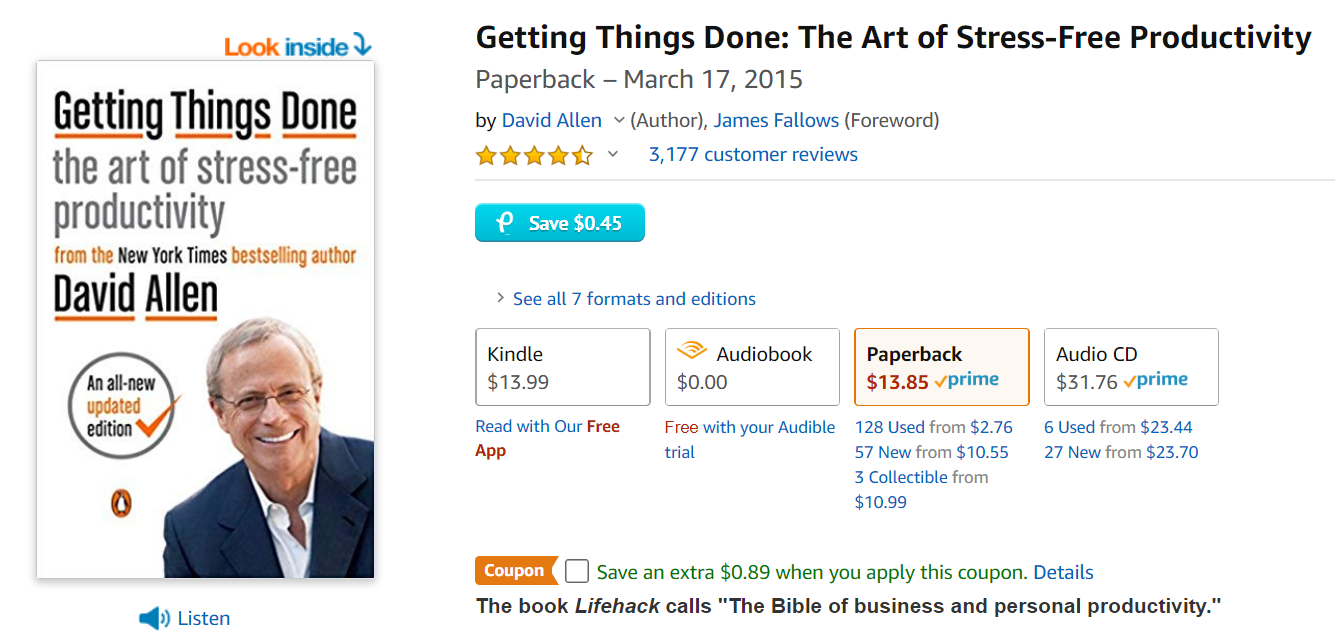 Look inside
Getting Things Done
the art of stress-free
productivity
from the New York Times bestselling author
David Allen
An all-new
updated
edition
Listen
Getting Things Done: The Art of Stress-Free Productivity
Paperback – March 17, 2015
by David Allen (Author), James Fallows (Foreword)
3,177 customer reviews
Save $0.45
See all 7 formats and editions
Kindle
$13.99
Read with Our Free
App
Audiobook
$0.00
Free with your Audible
trial
Paperback
$13.85 prime
128 Used from $2.76
57 New from $10.55
3 Collectible from
$10.99
Audio CD
$31.76 prime
6 Used from $23.44
27 New from $23.70
Coupon Save an extra $0.89 when you apply this coupon. Details
The book Lifehack calls "The Bible of business and personal productivity."